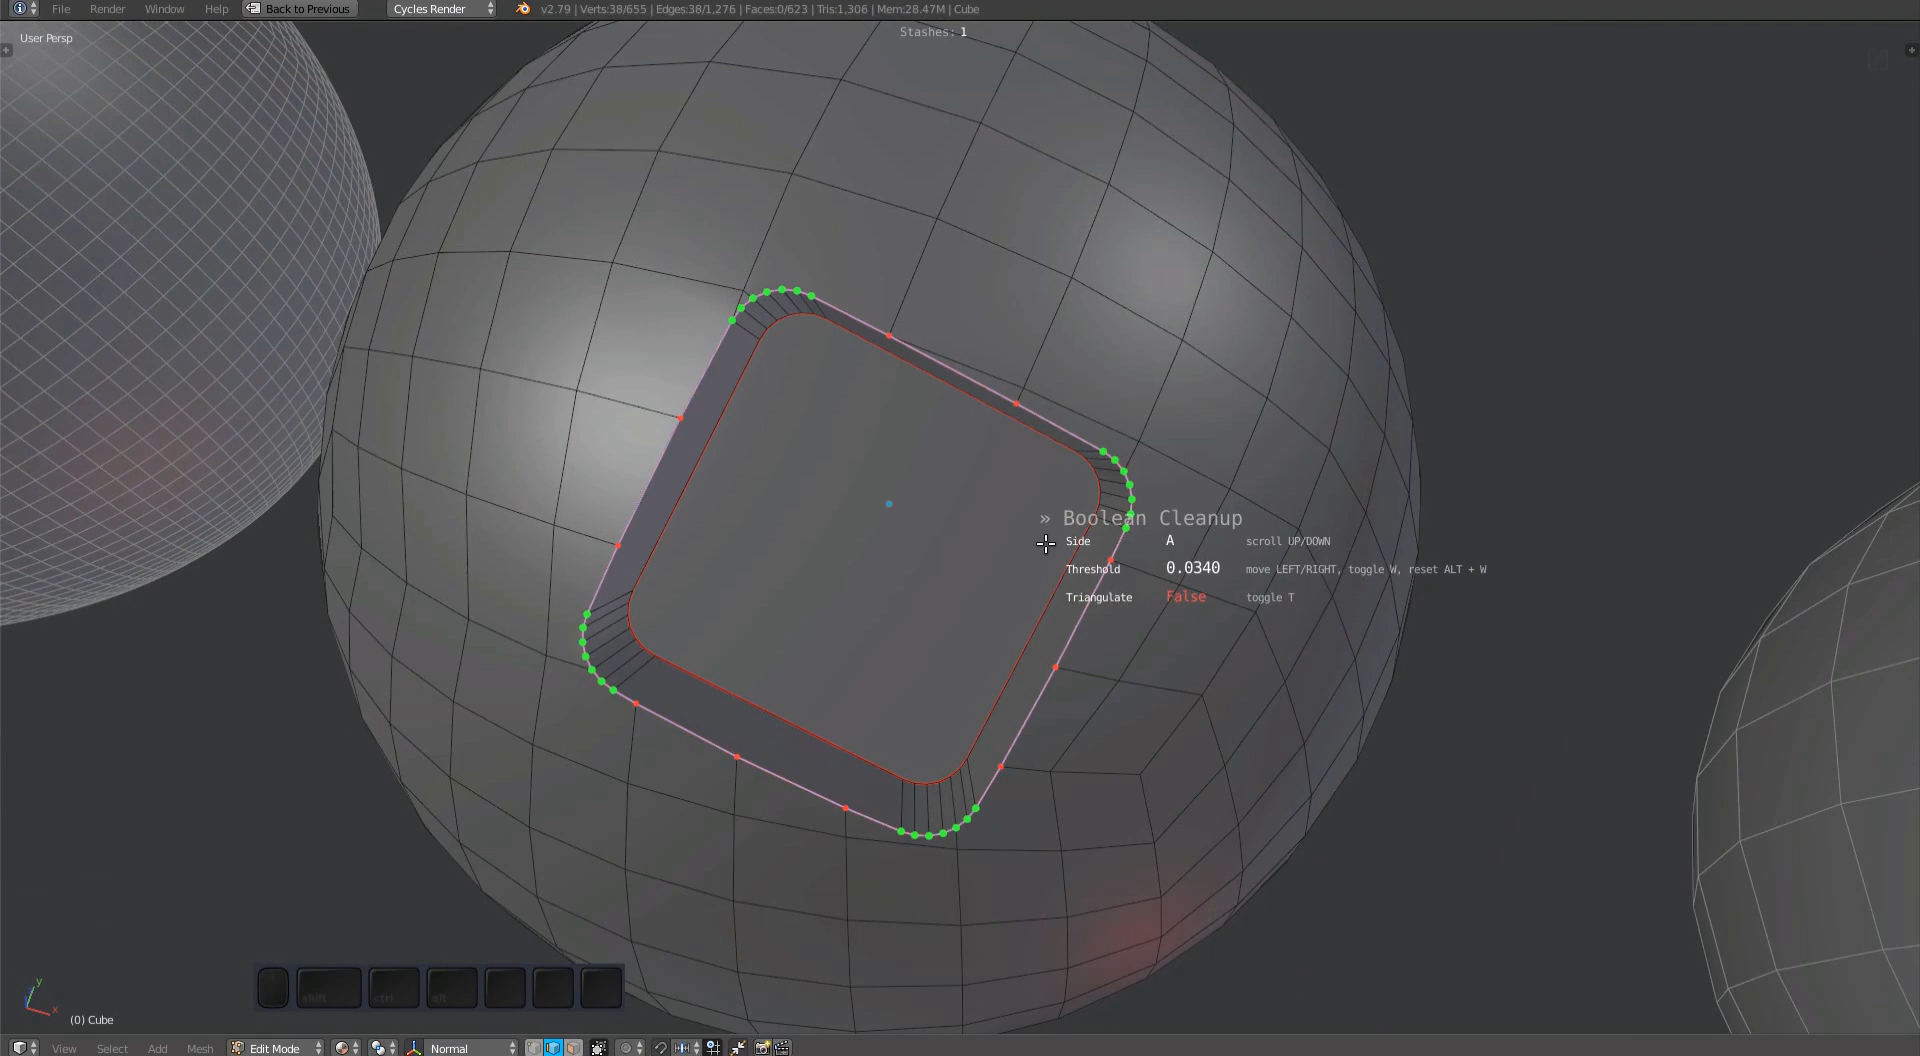 File Render Window Help Back to Previous Cycles Render v2.79 | Verts:38/655 | Edges:38/1,276 | Faces:0/623 | Tris:1,306 | Mem:28.47M | Cube
User Persp
Stashes: 1
» Boolean Cleanup
Side A scroll UP/DOWN
Threshold 0.0340 move LEFT/RIGHT, toggle W, reset ALT + W
Triangulate False toggle T
shift ctrl alt
y
x
(0) Cube
View Select Add Mesh Edit Mode Normal